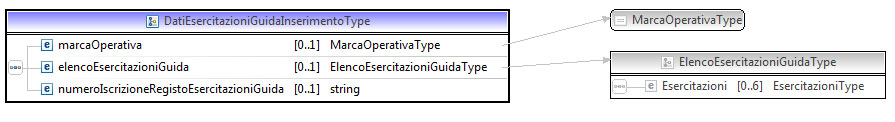 DatiEsercitazioniGuidaInserimentoType
marcaOperativa [0..1] MarcaOperativaType
elencoEsercitazioniGuida [0..1] ElencoEsercitazioniGuidaType
numeroIscrizioneRegistoEsercitazioniGuida [0..1] string
MarcaOperativaType
ElencoEsercitazioniGuidaType
Esercitazioni [0..6] EsercitazioniType